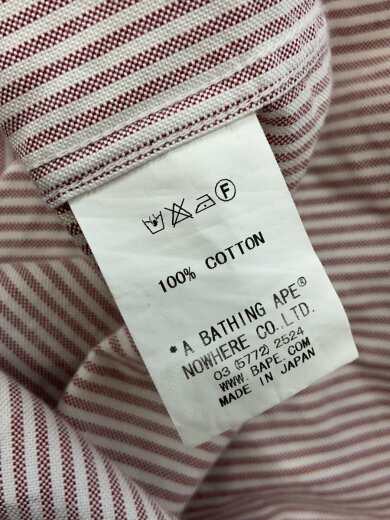 F
100% COTTON
* A BATHING APE®
NOWHERE CO.,LTD.
03 (5772) 2524
WWW.BAPE.COM
MADE IN JAPAN